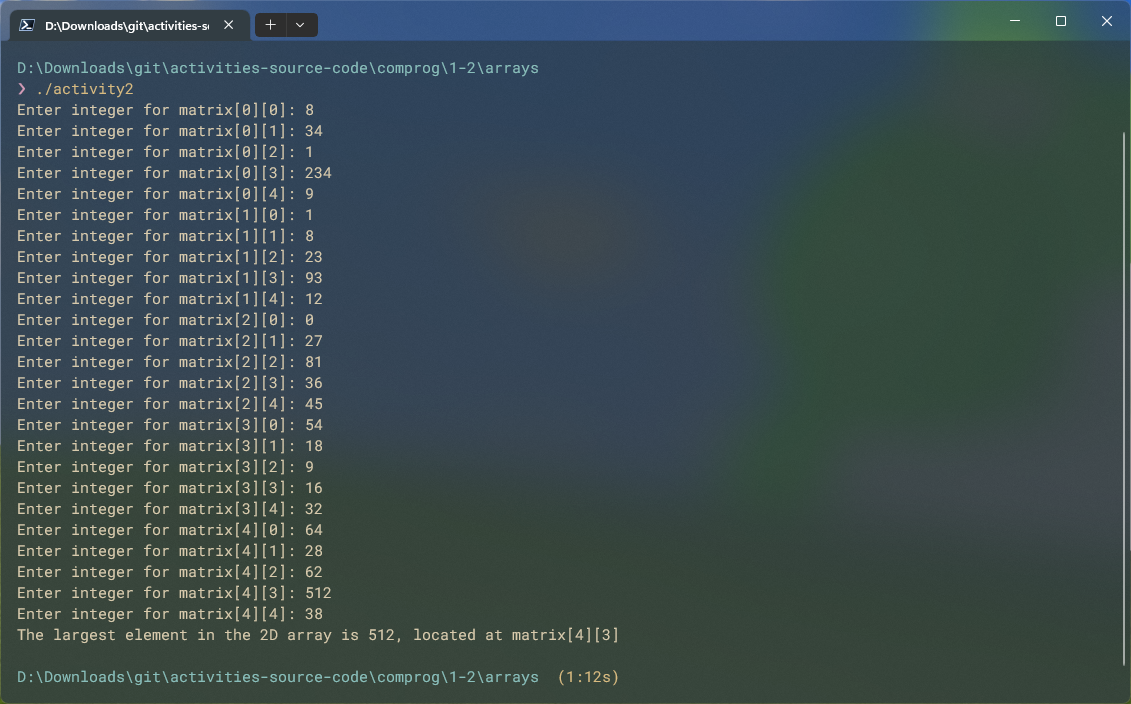 D:\Downloads\git\activities-s
D:\Downloads\git\activities-source-code\comprog\1-2\arrays
❯ ./activity2
Enter integer for matrix[0][0]: 8
Enter integer for matrix[0][1]: 34
Enter integer for matrix[0][2]: 1
Enter integer for matrix[0][3]: 234
Enter integer for matrix[0][4]: 9
Enter integer for matrix[1][0]: 1
Enter integer for matrix[1][1]: 8
Enter integer for matrix[1][2]: 23
Enter integer for matrix[1][3]: 93
Enter integer for matrix[1][4]: 12
Enter integer for matrix[2][0]: 0
Enter integer for matrix[2][1]: 27
Enter integer for matrix[2][2]: 81
Enter integer for matrix[2][3]: 36
Enter integer for matrix[2][4]: 45
Enter integer for matrix[3][0]: 54
Enter integer for matrix[3][1]: 18
Enter integer for matrix[3][2]: 9
Enter integer for matrix[3][3]: 16
Enter integer for matrix[3][4]: 32
Enter integer for matrix[4][0]: 64
Enter integer for matrix[4][1]: 28
Enter integer for matrix[4][2]: 62
Enter integer for matrix[4][3]: 512
Enter integer for matrix[4][4]: 38
The largest element in the 2D array is 512, located at matrix[4][3]
D:\Downloads\git\activities-source-code\comprog\1-2\arrays (1:12s)